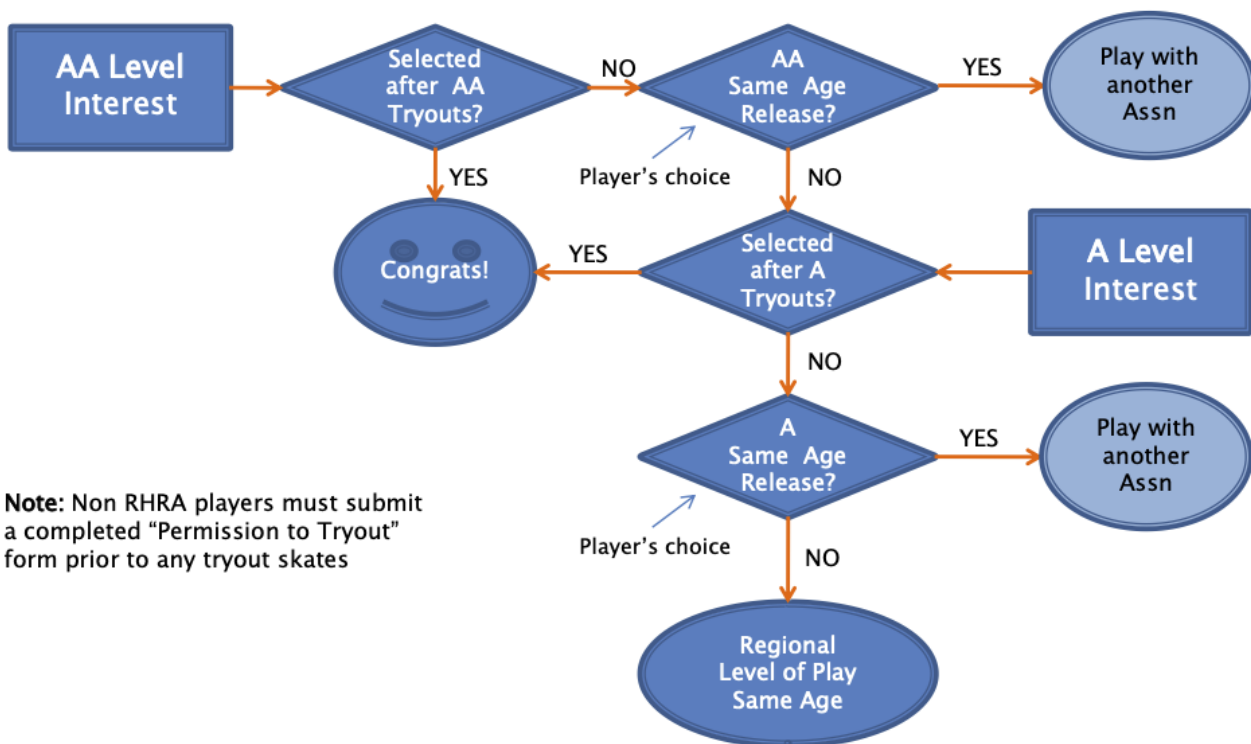 AA Level
Interest
Selected
after AA
Tryouts?
NO
AA
Same Age
Release?
YES
Play with
another
Assn
YES
Player's choice
NO
Congrats!
YES
Selected
after A
Tryouts?
A Level
Interest
NO
A
Same Age
Release?
YES
Play with
another
Assn
Note: Non RHRA players must submit
a completed “Permission to Tryout”
form prior to any tryout skates
Player's choice
NO
Regional
Level of Play
Same Age